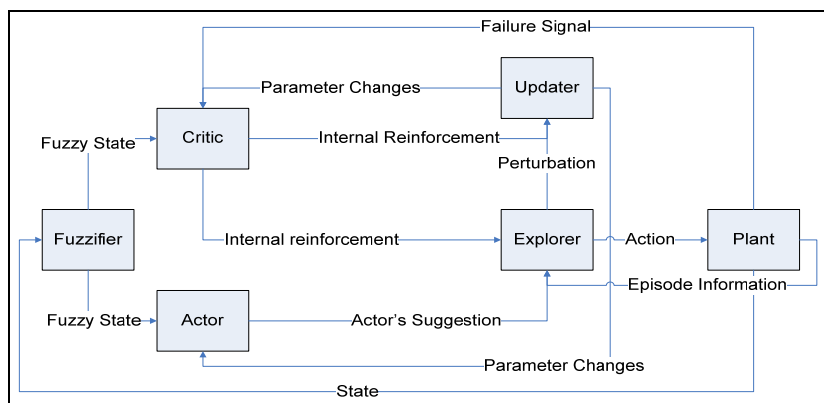 Failure Signal
Parameter Changes
Updater
Critic
Fuzzy State
Internal Reinforcement
Perturbation
Fuzzifier
Internal reinforcement
Explorer
Action
Plant
Episode Information
Fuzzy State
Actor
Actor's Suggestion
Parameter Changes
State